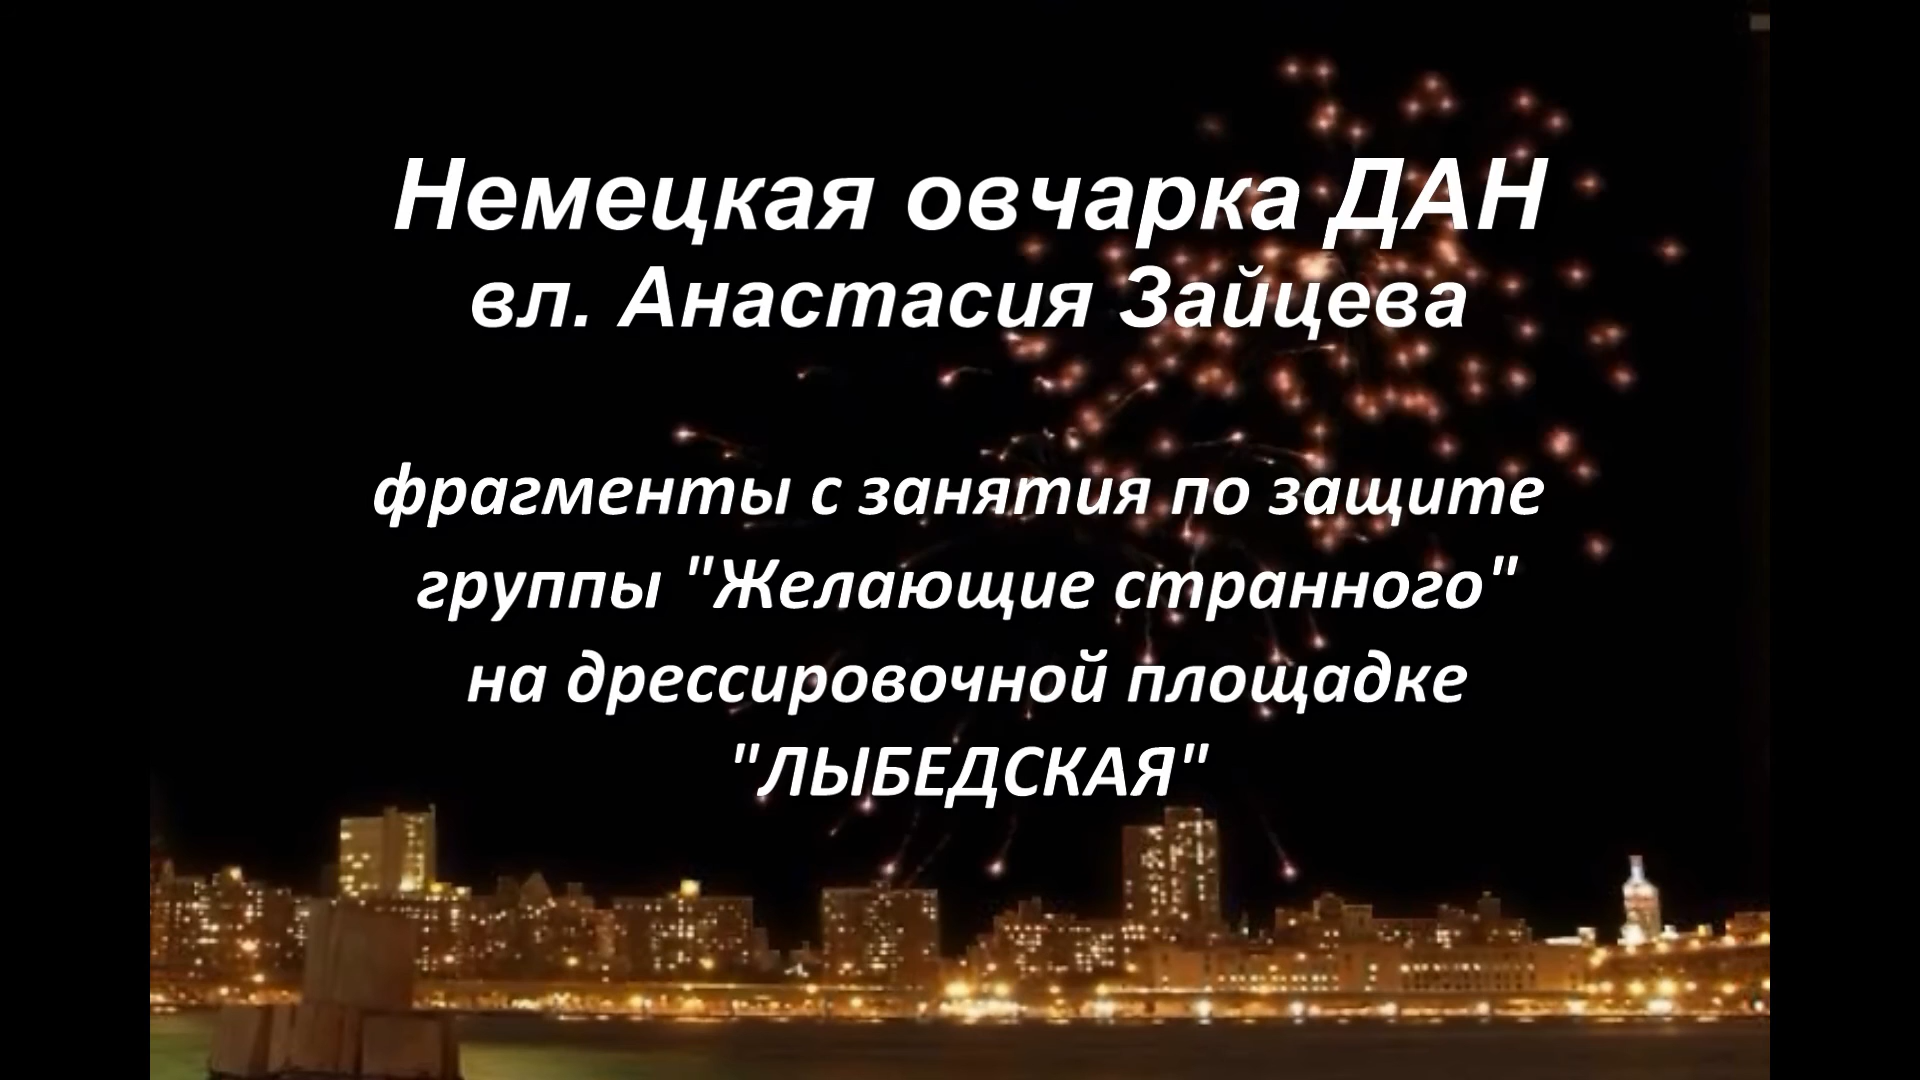 Немецкая овчарка ДАН
вл. Анастасия Зайцева
фрагменты с занятия по защите
группы "Желающие странного"
на дрессировочной площадке
"ЛЫБЕДСКАЯ"